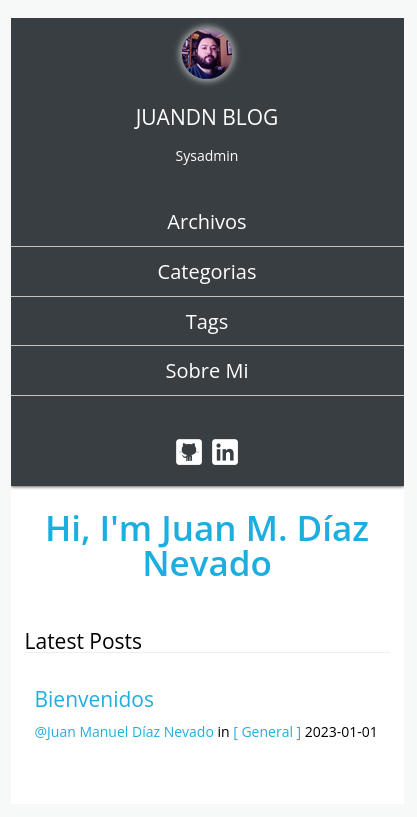 JUANDN BLOG
Sysadmin
Archivos
Categorias
Tags
Sobre Mi
in
Hi, I'm Juan M. Díaz
Nevado
Latest Posts
Bienvenidos
@Juan Manuel Díaz Nevado in [ General ] 2023-01-01